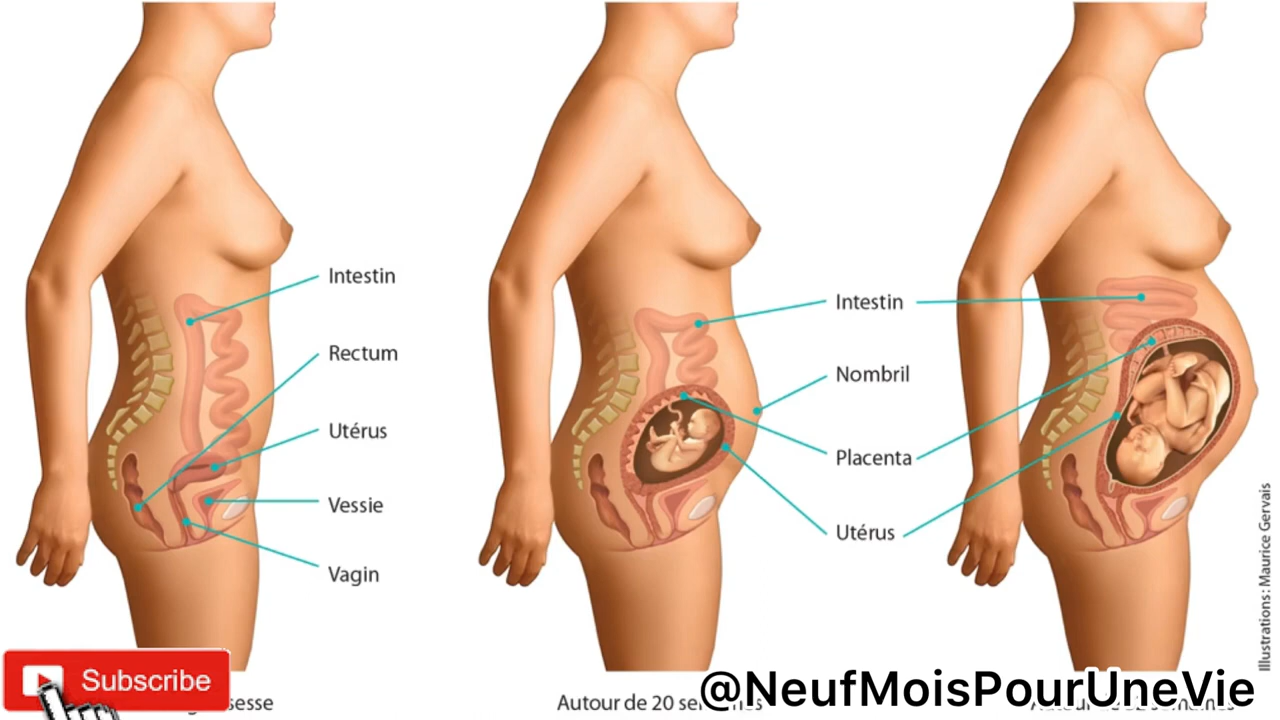 Intestin
Rectum
Utérus
Vessie
Vagin
Intestin
Nombril
Placenta
Utérus
Illustrations: Maurice Gervais
Subscribe
Autour de 20
@NeufMoisPourUneVie